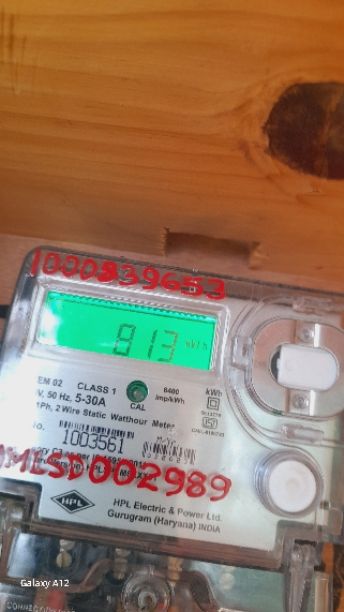 1000839653
813 kWh
EM 02 CLASS 1
V, 50 Hz, 5-30A
6400 imp/kWh
kWh
CAL
1Ph, 2 Wire Static Watthour Meter
No. 1003561
MESD002989
HPL
HPL Electric & Power Ltd.
Gurugram (Haryana) INDIA
Galaxy A12